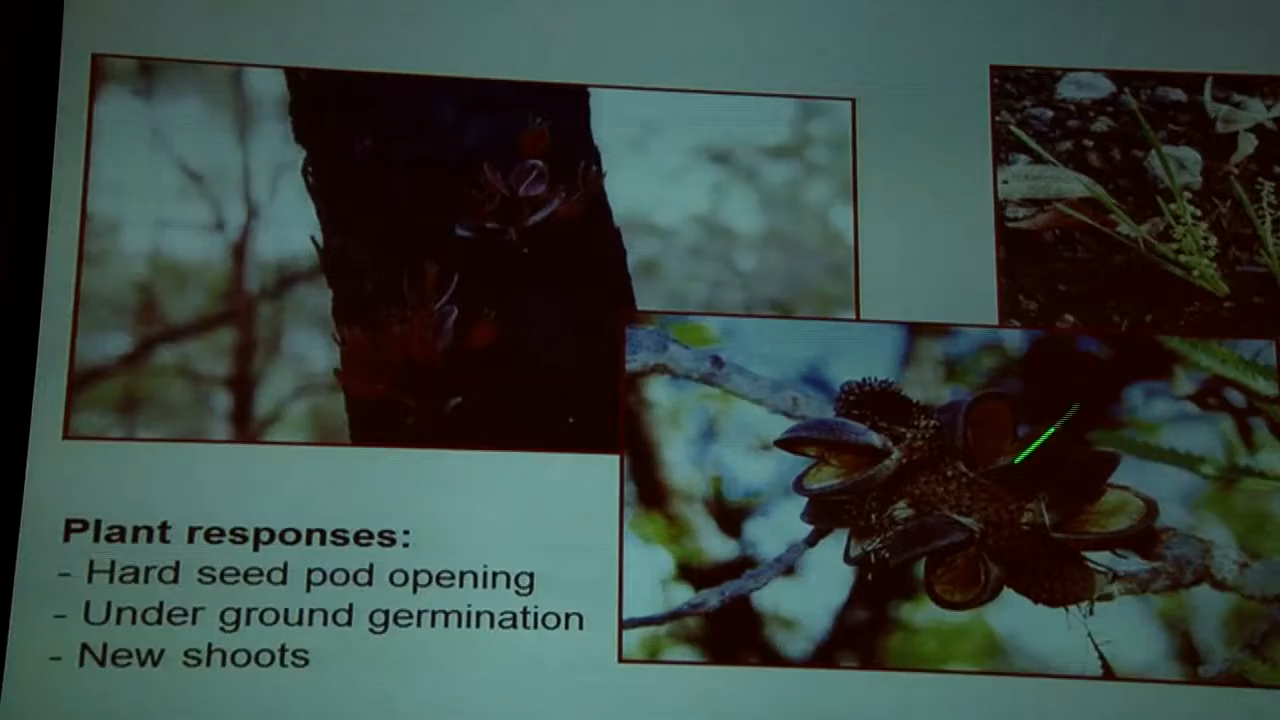 Plant responses:
- Hard seed pod opening
- Under ground germination
- New shoots